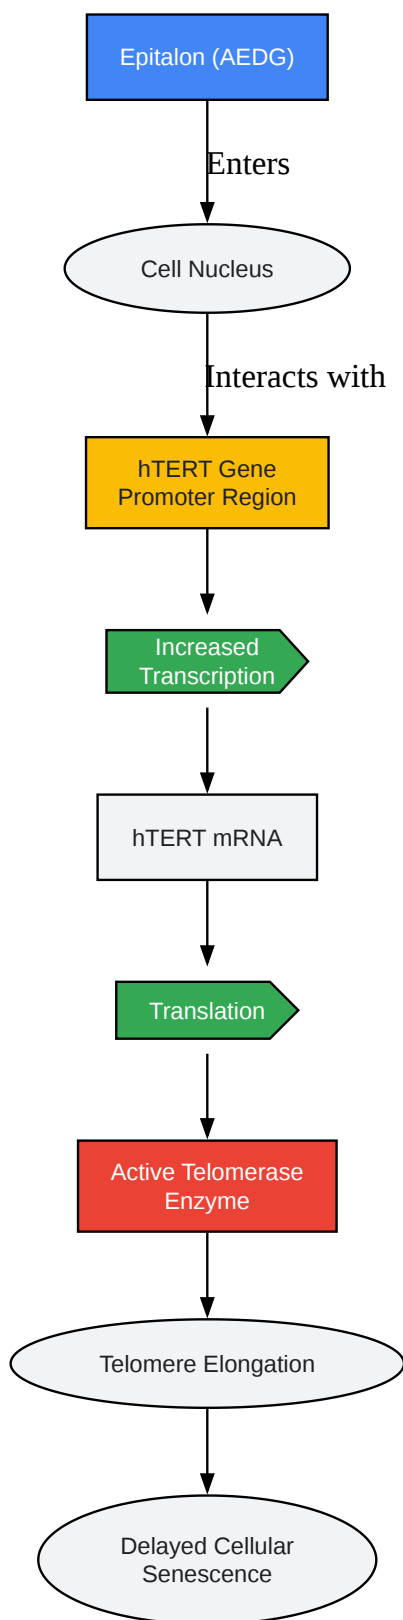 Epitalon (AEDG)
Enters
Cell Nucleus
Interacts with
hTERT Gene
Promoter Region
Increased
Transcription
hTERT mRNA
Translation
Active Telomerase
Enzyme
Telomere Elongation
Delayed Cellular
Senescence